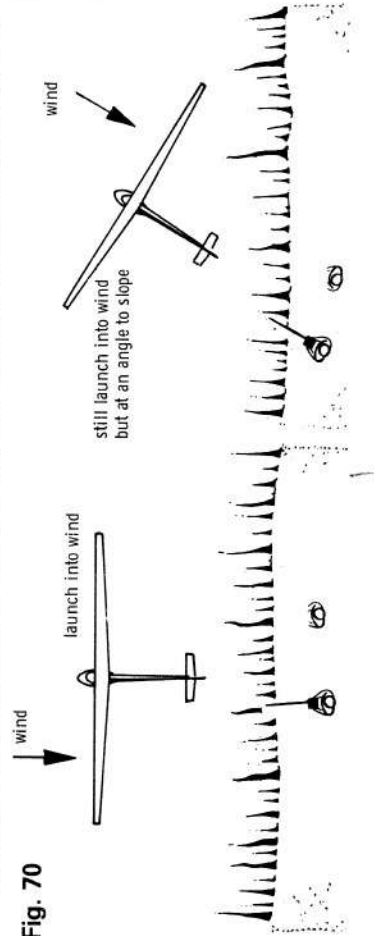 Fig. 70
wind
launch into wind
still launch into wind
but at an angle to slope
wind